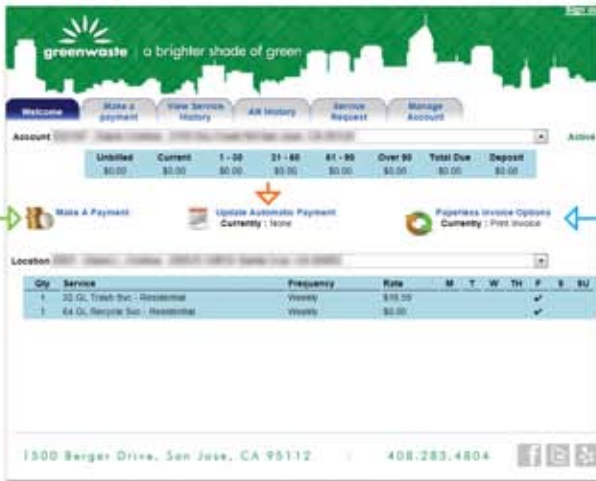 Sign
greenwaste a brighter shade of green
Welcome Make a payment View Service History AR History Service Request Manage Account
Account Active
Unbilled Current 1 - 30 31 - 60 61 - 90 Over 90 Total Due Deposit
$0.00 $0.00 $0.00 $0.00 $0.00 $0.00 $0.00 $0.00
Make A Payment Update Automatic Payment Paperless Invoice Options
Currently : None Currently : Print Invoice
Location
Qty Service Frequency Rate M T W TH F S SU
1 32 GL Trash Svc - Residential Weekly
1 64 GL Recycle Svc - Residential Weekly $0.00
1500 Berger Drive, San Jose, CA 95112 408.283.4804